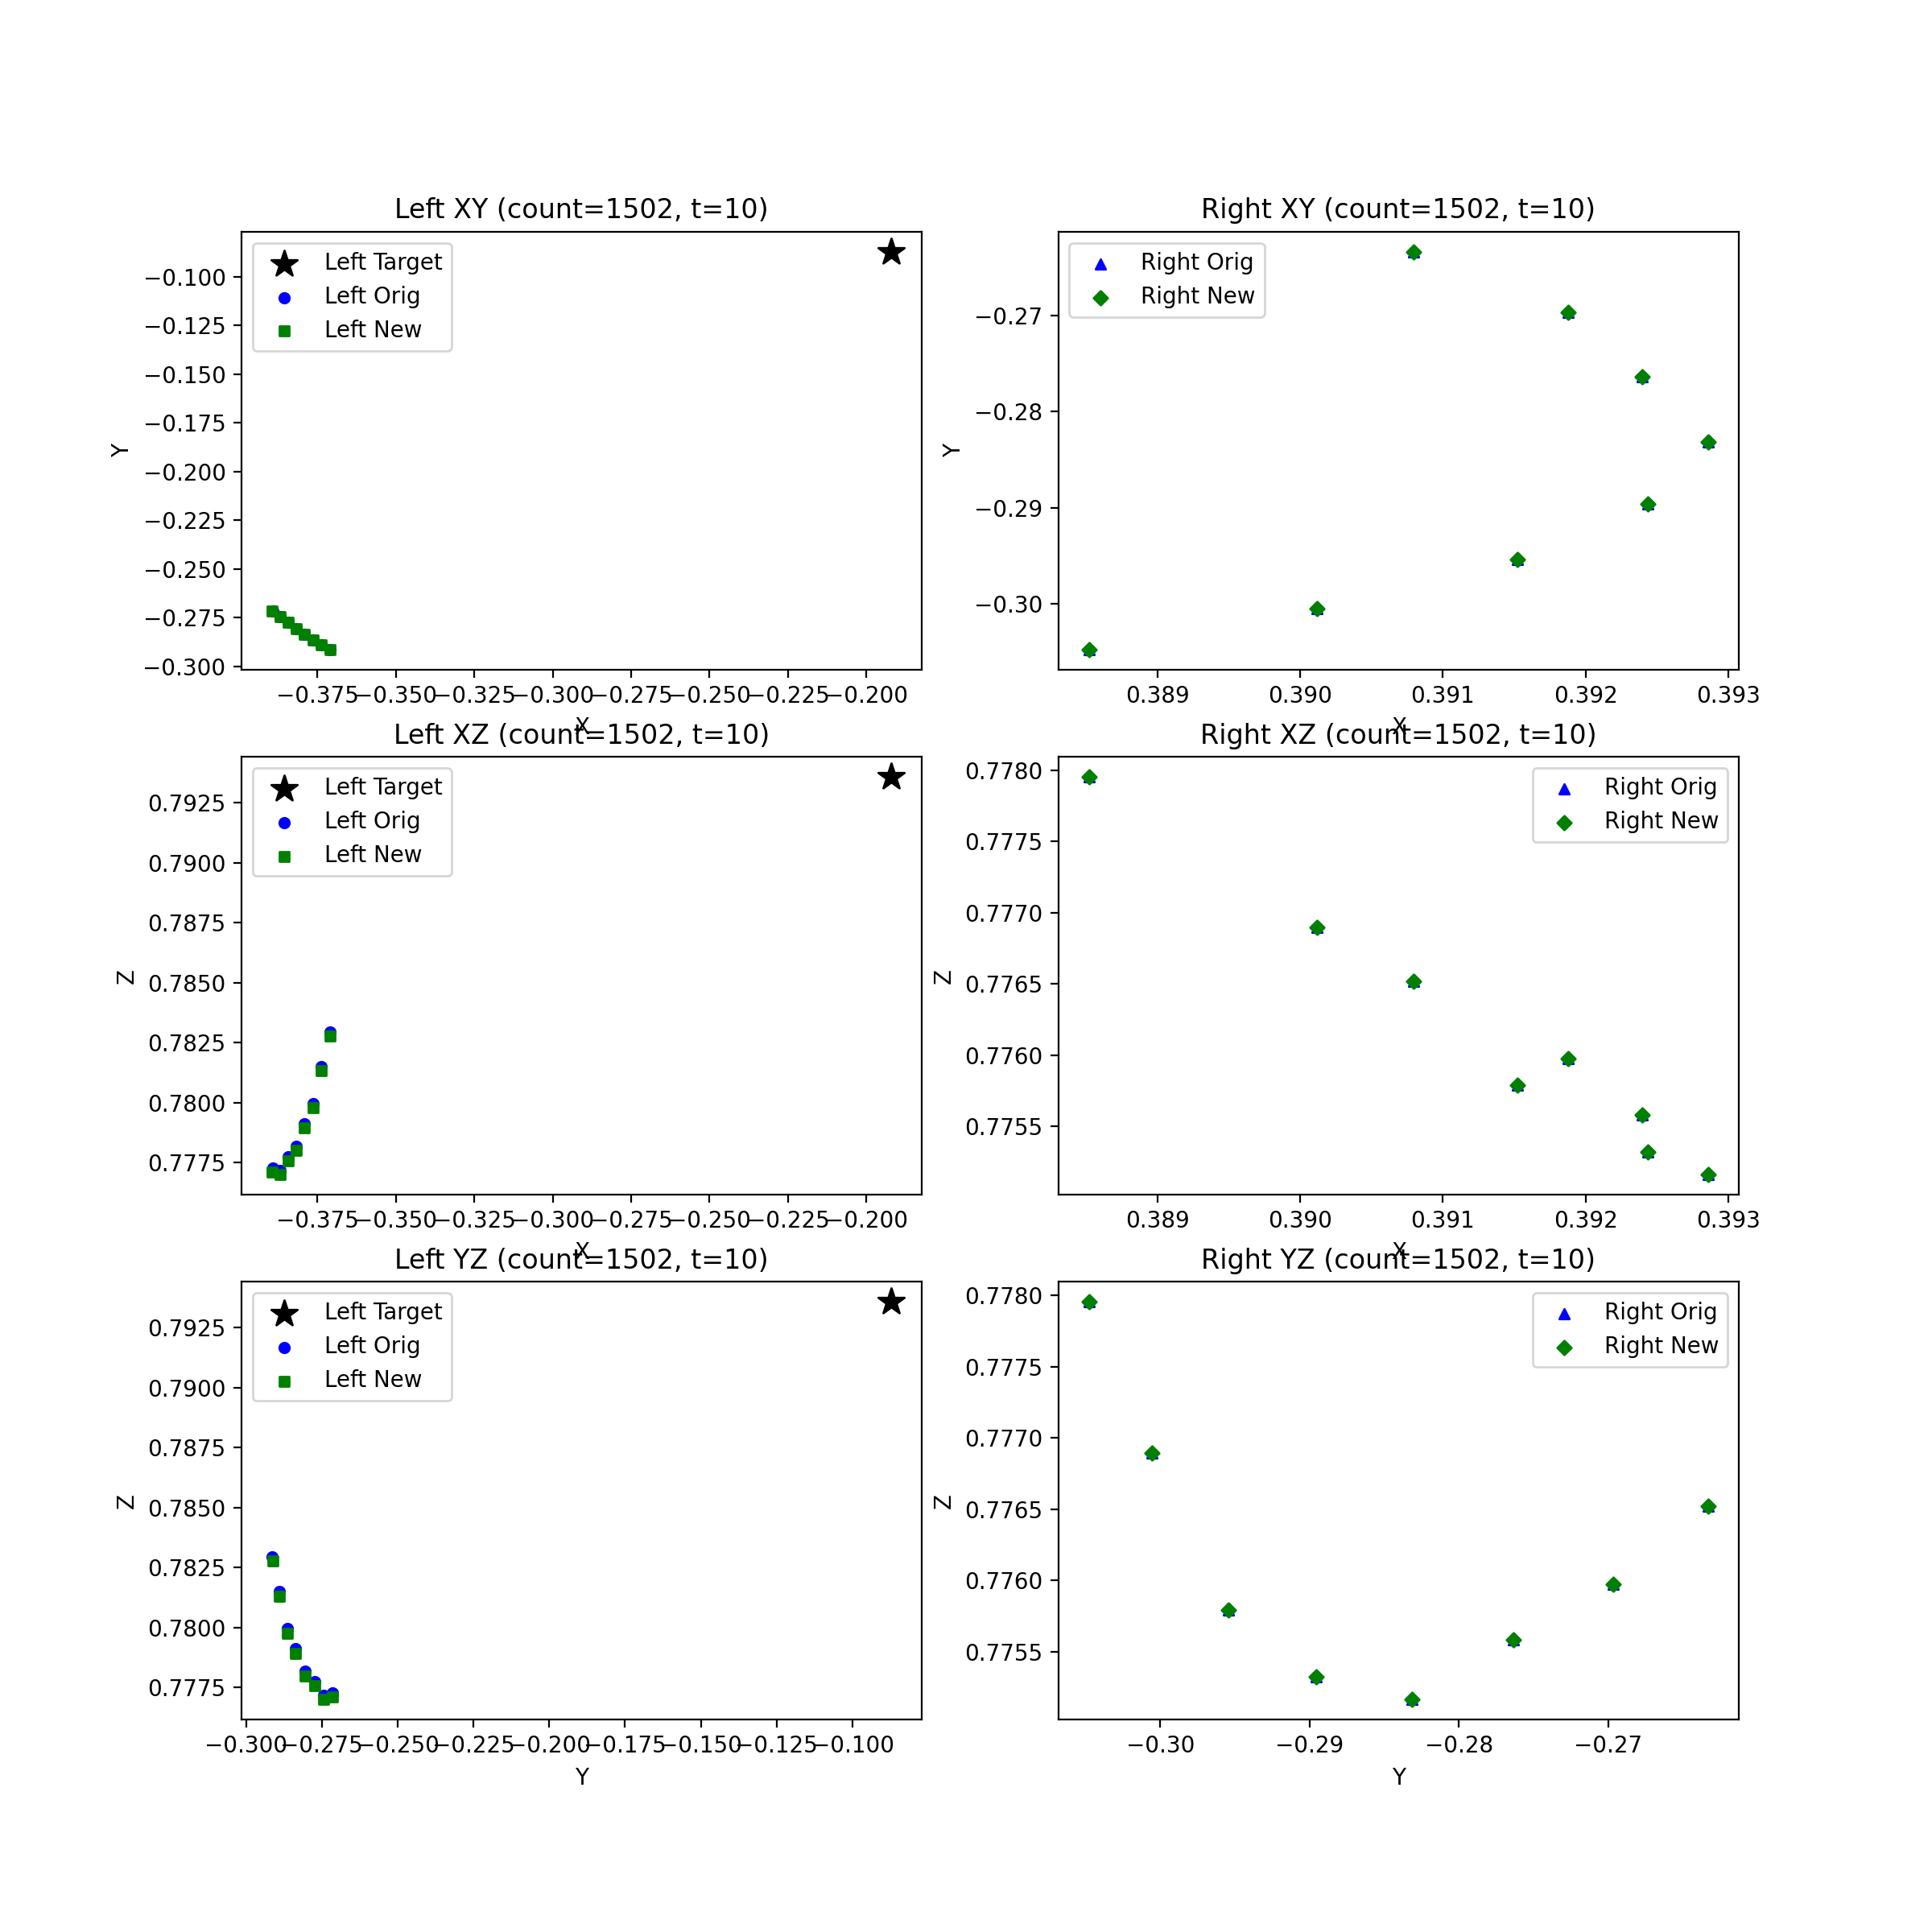 Left XY (count=1502, t=10)
Left Target
Left Orig
Left New
Y
−0.100
−0.125
−0.150
−0.175
−0.200
−0.225
−0.250
−0.275
−0.300
−0.375 −0.350 −0.325 −0.300 −0.275 −0.250 −0.225 −0.200
X
Right XY (count=1502, t=10)
Right Orig
Right New
Y
−0.27
−0.28
−0.29
−0.30
0.389 0.390 0.391 0.392 0.393
X
Left XZ (count=1502, t=10)
Left Target
Left Orig
Left New
Z
0.7925
0.7900
0.7875
0.7850
0.7825
0.7800
0.7775
−0.375 −0.350 −0.325 −0.300 −0.275 −0.250 −0.225 −0.200
X
Right XZ (count=1502, t=10)
Right Orig
Right New
Z
0.7780
0.7775
0.7770
0.7765
0.7760
0.7755
0.389 0.390 0.391 0.392 0.393
X
Left YZ (count=1502, t=10)
Left Target
Left Orig
Left New
Z
0.7925
0.7900
0.7875
0.7850
0.7825
0.7800
0.7775
−0.300 −0.275 −0.250 −0.225 −0.200 −0.175 −0.150 −0.125 −0.100
Y
Right YZ (count=1502, t=10)
Right Orig
Right New
Z
0.7780
0.7775
0.7770
0.7765
0.7760
0.7755
−0.30 −0.29 −0.28 −0.27
Y